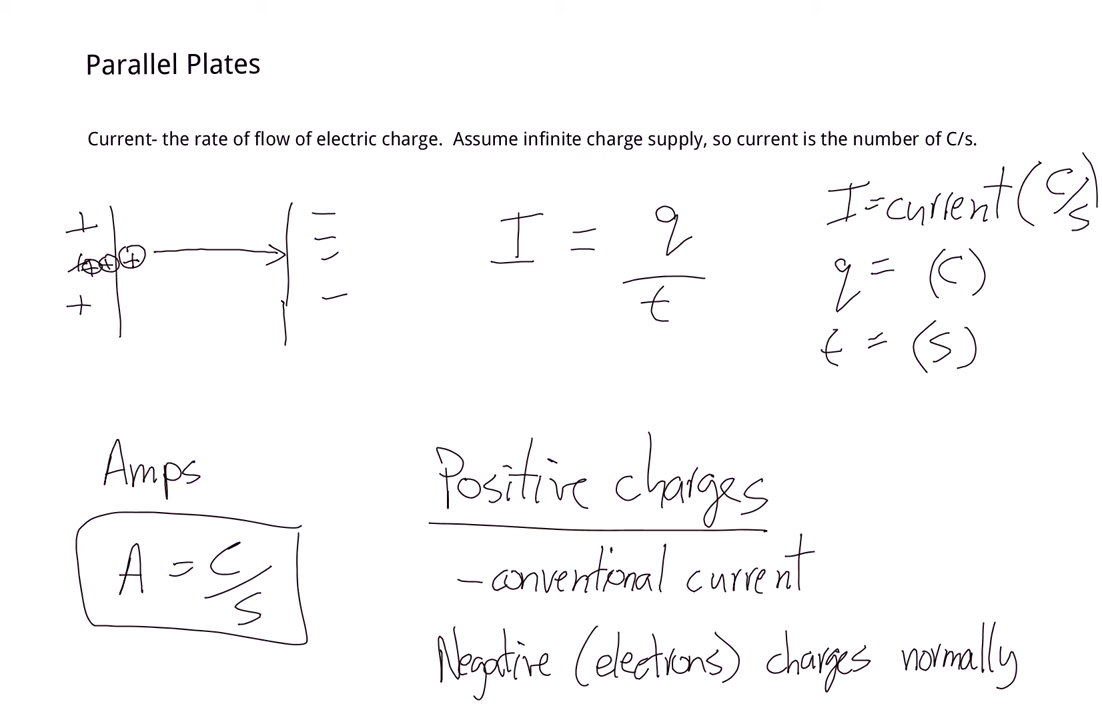 Parallel Plates
Current- the rate of flow of electric charge. Assume infinite charge supply, so current is the number of C/s.
I = q/t
I = current (C/s)
q = (C)
t = (s)
Amps
A = C/s
Positive charges
- conventional current
Negative (electrons) charges normally